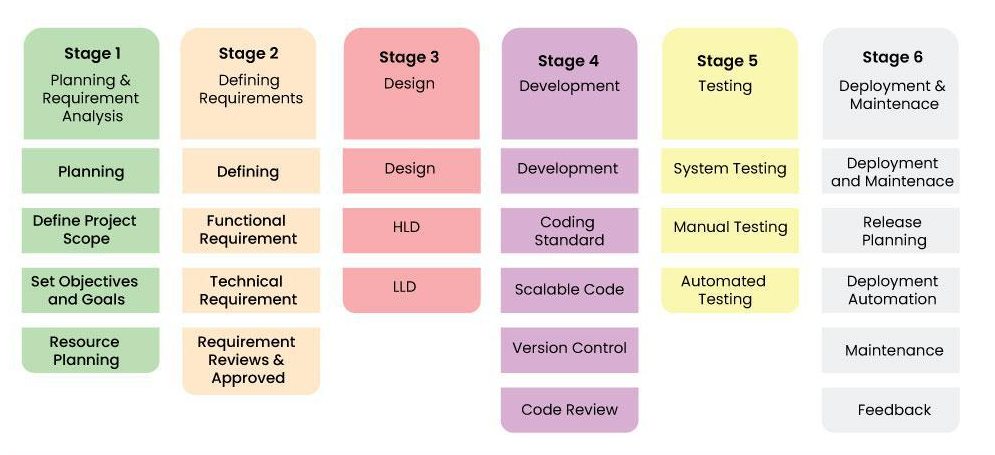 Stage 1
Planning &
Requirement
Analysis
Planning
Define Project
Scope
Set Objectives
and Goals
Resource
Planning
Stage 2
Defining
Requirements
Defining
Functional
Requirement
Technical
Requirement
Requirement
Reviews &
Approved
Stage 3
Design
Design
HLD
LLD
Stage 4
Development
Development
Coding
Standard
Scalable Code
Version Control
Code Review
Stage 5
Testing
System Testing
Manual Testing
Automated
Testing
Stage 6
Deployment &
Maintenace
Deployment
and Maintenace
Release
Planning
Deployment
Automation
Maintenance
Feedback